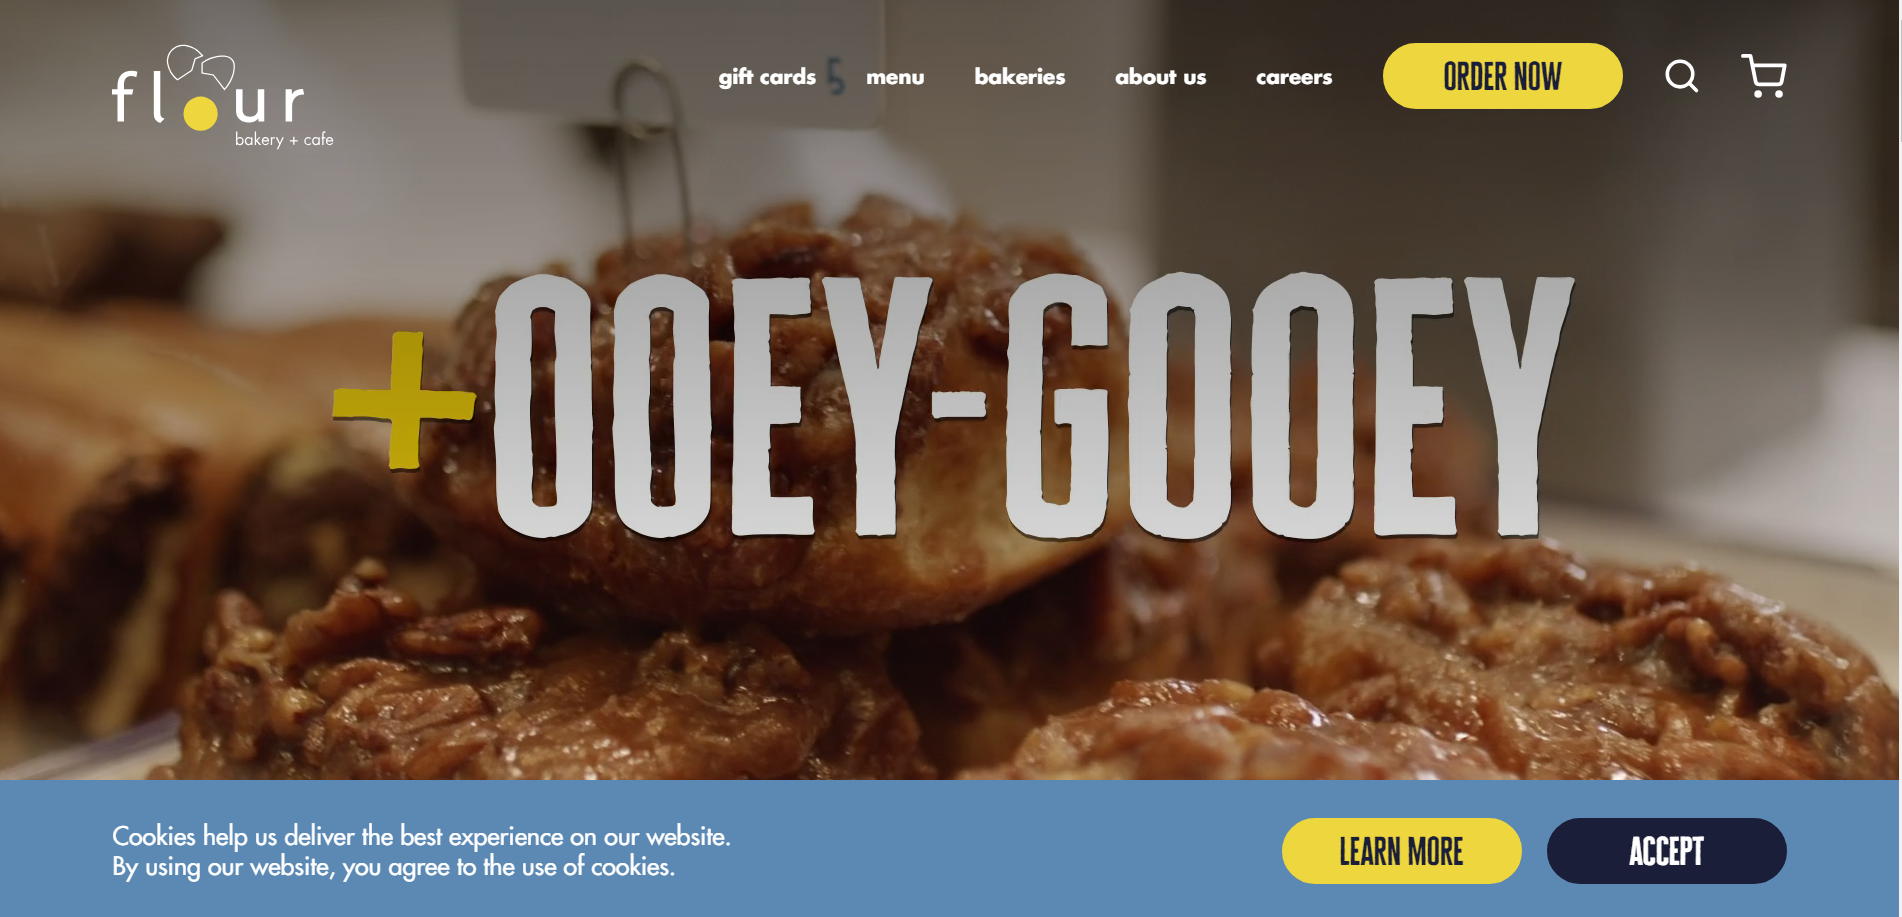 flour
bakery + cafe
gift cards
menu
bakeries
about us
careers
ORDER NOW
5
+OOEY-GOOEY
Cookies help us deliver the best experience on our website.
By using our website, you agree to the use of cookies.
LEARN MORE
ACCEPT